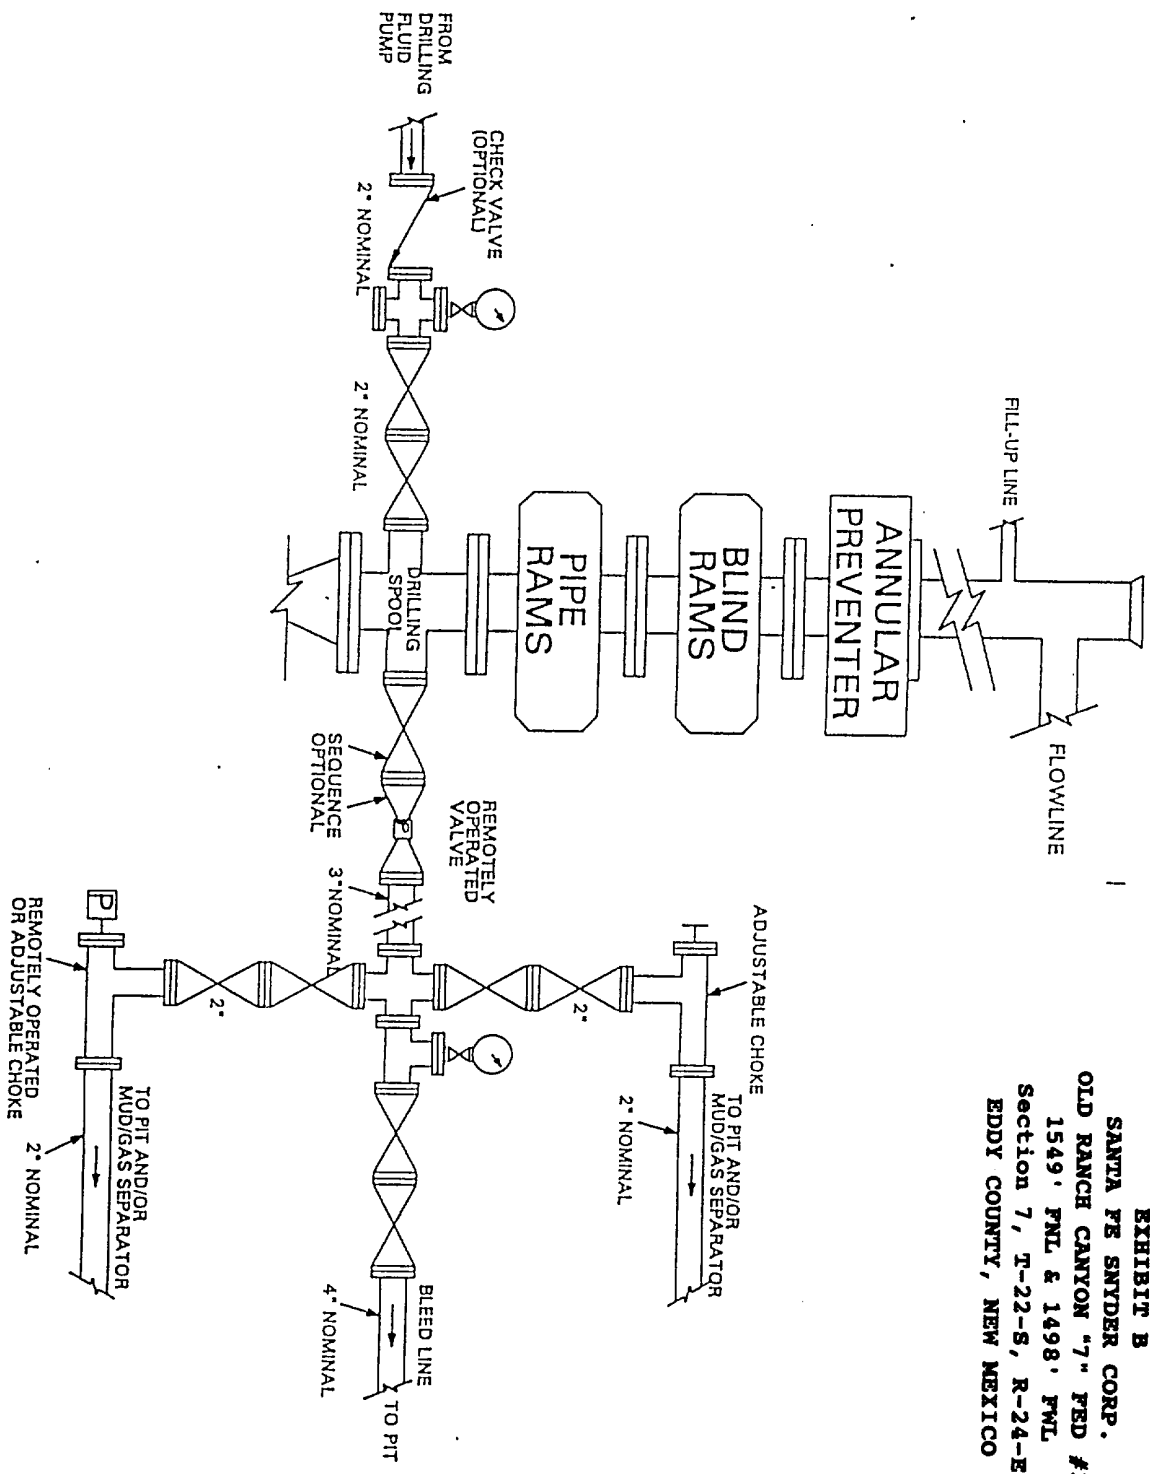 EXHIBIT B
SANTA FE SNYDER CORP.
OLD RANCH CANYON "7" FED
1549' FNL & 1498' FWL
Section 7, T-22-S, R-24-E
EDDY COUNTY, NEW MEXICO
FILL-UP LINE
FLOWLINE
ANNULAR
PREVENTER
BLIND
RAMS
PIPE
RAMS
DRILLING
SPOOL
FROM
DRILLING
FLUID
PUMP
CHECK VALVE
(OPTIONAL)
2" NOMINAL
2" NOMINAL
SEQUENCE
OPTIONAL
REMOTELY
OPERATED
VALVE
P
3" NOMINAL
ADJUSTABLE CHOKE
2"
TO PIT AND/OR
MUD/GAS SEPARATOR
2" NOMINAL
BLEED LINE
4" NOMINAL
TO PIT
2"
P
REMOTELY OPERATED
OR ADJUSTABLE CHOKE
TO PIT AND/OR
MUD/GAS SEPARATOR
2" NOMINAL